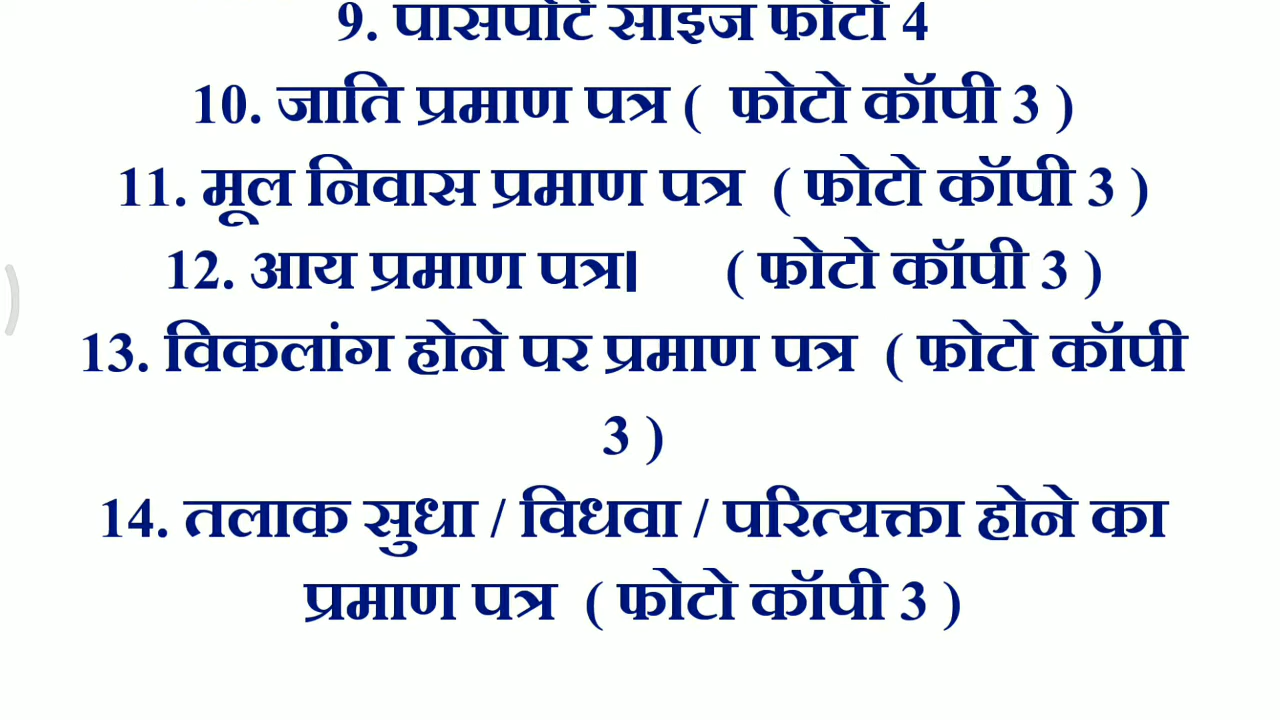 9. पासपोर्ट साइज फोटो 4
10. जाति प्रमाण पत्र ( फोटो कॉपी 3 )
11. मूल निवास प्रमाण पत्र ( फोटो कॉपी 3 )
12. आय प्रमाण पत्र। ( फोटो कॉपी 3 )
13. विकलांग होने पर प्रमाण पत्र ( फोटो कॉपी
3 )
14. तलाक सुधा / विधवा / परित्यक्ता होने का
प्रमाण पत्र ( फोटो कॉपी 3 )